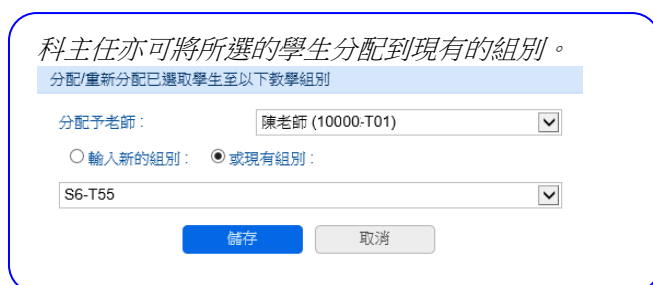 科主任亦可將所選的學生分配到現有的組別。
分配/重新分配已選取學生至以下教學組別
分配予老師： 陳老師 (10000-T01)
輸入新的組別： 或現有組別：
S6-T55
儲存 取消